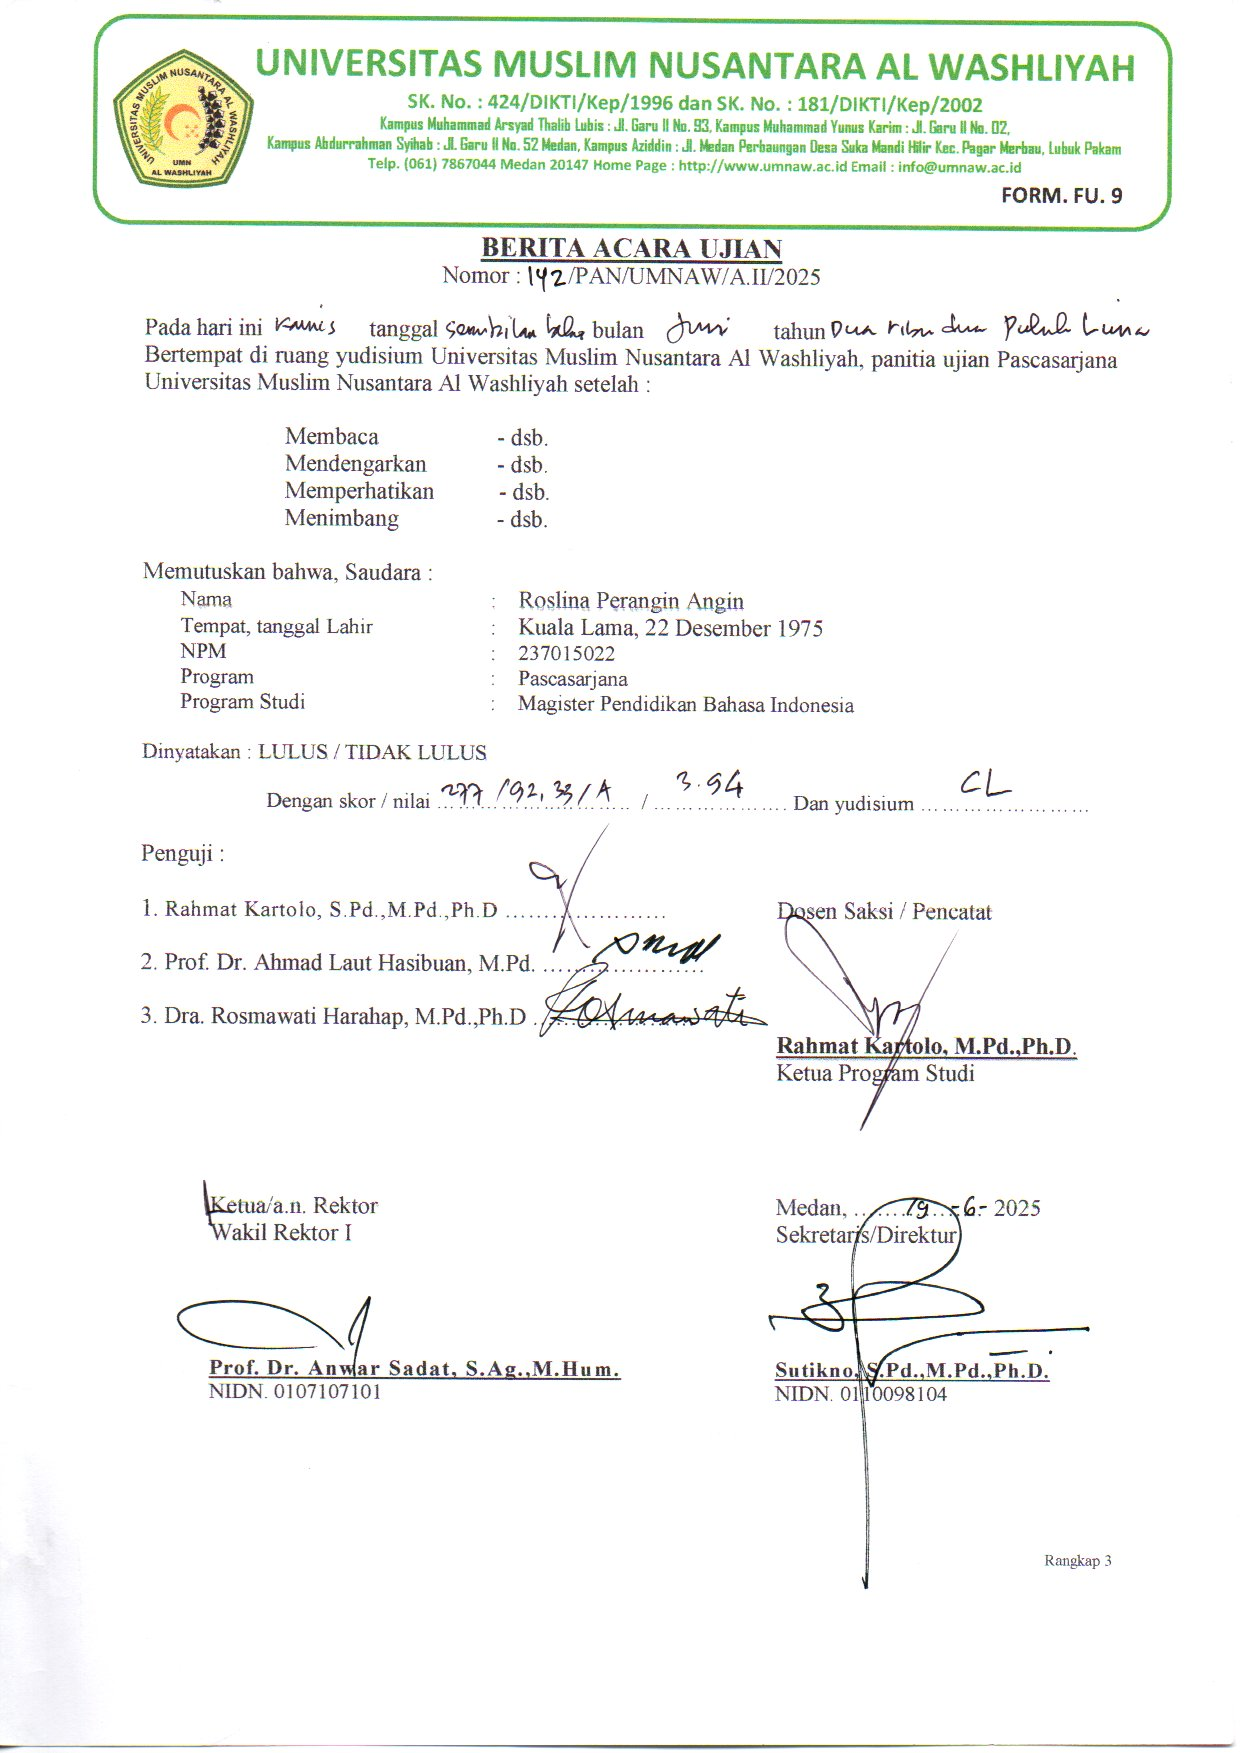 UNIVERSITAS MUSLIM NUSANTARA AL WASHLIYAH
SK. No. : 424/DIKTI/Kep/1996 dan SK. No. : 181/DIKTI/Kep/2002
Kampus Muhammad Arsyad Thalib Lubis : Jl. Garu II No. 93, Kampus Muhammad Yunus Karim : Jl. Garu II No. 02,
Kampus Abdurrahman Syihab : Jl. Garu II No. 52 Medan, Kampus Aziddin : Jl. Medan Perbaungan Desa Suka Mandi Hilir Kec. Pagar Merbau, Lubuk Pakam
Telp. (061) 7867044 Medan 20147 Home Page : http://www.umnaw.ac.id Email : info@umnaw.ac.id
UNIVERSITAS MUSLIM NUSANTARA AL WASHLIYAH
UMN
AL WASHLIYAH
FORM. FU. 9
BERITA ACARA UJIAN
Nomor : 142/PAN/UMNAW/A.II/2025
Pada hari ini Kamis tanggal Sembilan belas bulan Juni tahun Dua ribu dua Puluh Lima
Bertempat di ruang yudisium Universitas Muslim Nusantara Al Washliyah, panitia ujian Pascasarjana
Universitas Muslim Nusantara Al Washliyah setelah :
Membaca - dsb.
Mendengarkan - dsb.
Memperhatikan - dsb.
Menimbang - dsb.
Memutuskan bahwa, Saudara :
Nama : Roslina Perangin Angin
Tempat, tanggal Lahir : Kuala Lama, 22 Desember 1975
NPM : 237015022
Program : Pascasarjana
Program Studi : Magister Pendidikan Bahasa Indonesia
Dinyatakan : LULUS / TIDAK LULUS
Dengan skor / nilai 277 /92,33/A / 3.94 Dan yudisium CL
Penguji :
1. Rahmat Kartolo, S.Pd.,M.Pd.,Ph.D ..................... Dosen Saksi / Pencatat
2. Prof. Dr. Ahmad Laut Hasibuan, M.Pd. .....................
3. Dra. Rosmawati Harahap, M.Pd.,Ph.D Rosmawati
Rahmat Kartolo, M.Pd.,Ph.D.
Ketua Program Studi
Ketua/a.n. Rektor
Wakil Rektor I
Medan, ........19...-6- 2025
Sekretaris/Direktur
Prof. Dr. Anwar Sadat, S.Ag.,M.Hum.
NIDN. 0107107101
Sutikno, S.Pd.,M.Pd.,Ph.D.
NIDN. 0110098104
Rangkap 3